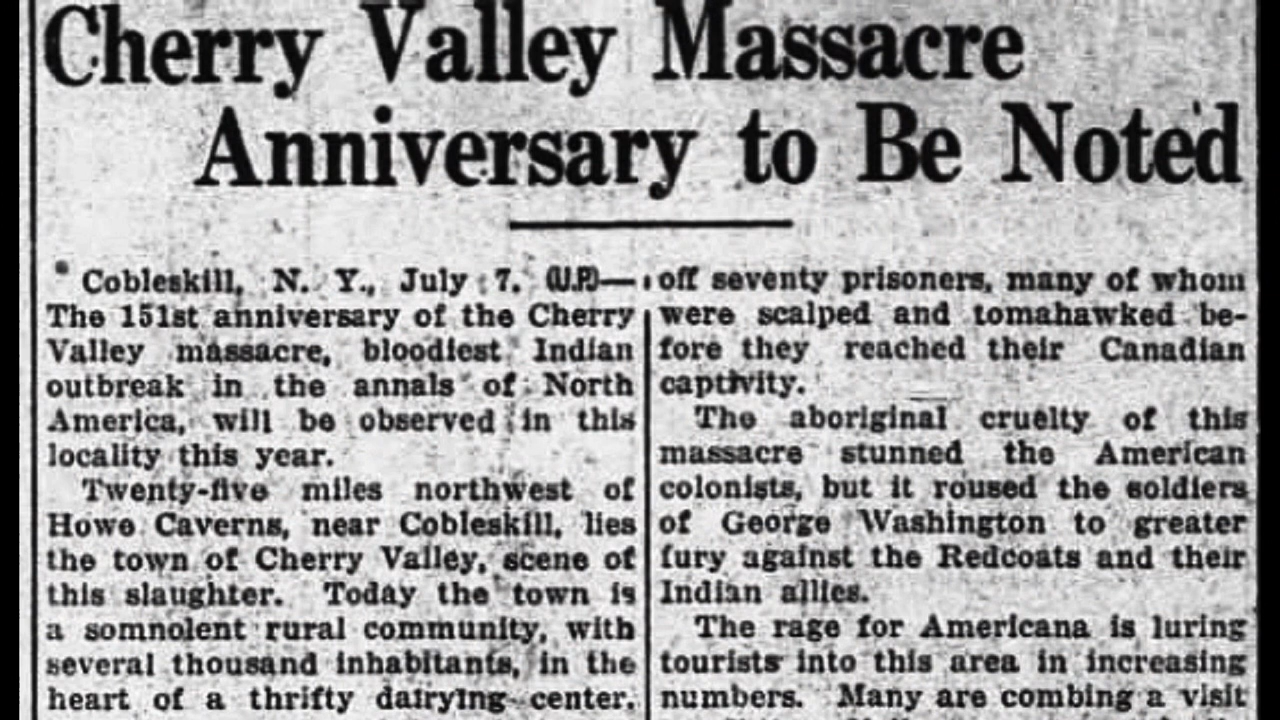 Cherry Valley Massacre
Anniversary to Be Noted
Cobleskill, N. Y., July 7. (U.P.)—
The 151st anniversary of the Cherry
Valley massacre, bloodiest Indian
outbreak in the annals of North
America, will be observed in this
locality this year.
Twenty-five miles northwest of
Howe Caverns, near Cobleskill, lies
the town of Cherry Valley, scene of
this slaughter. Today the town is
a somnolent rural community, with
several thousand inhabitants, in the
heart of a thrifty dairying center.
off seventy prisoners, many of whom
were scalped and tomahawked be-
fore they reached their Canadian
captivity.
The aboriginal cruelty of this
massacre stunned the American
colonists, but it roused the soldiers
of George Washington to greater
fury against the Redcoats and their
Indian allies.
The rage for Americana is luring
tourists into this area in increasing
numbers. Many are combing a visit